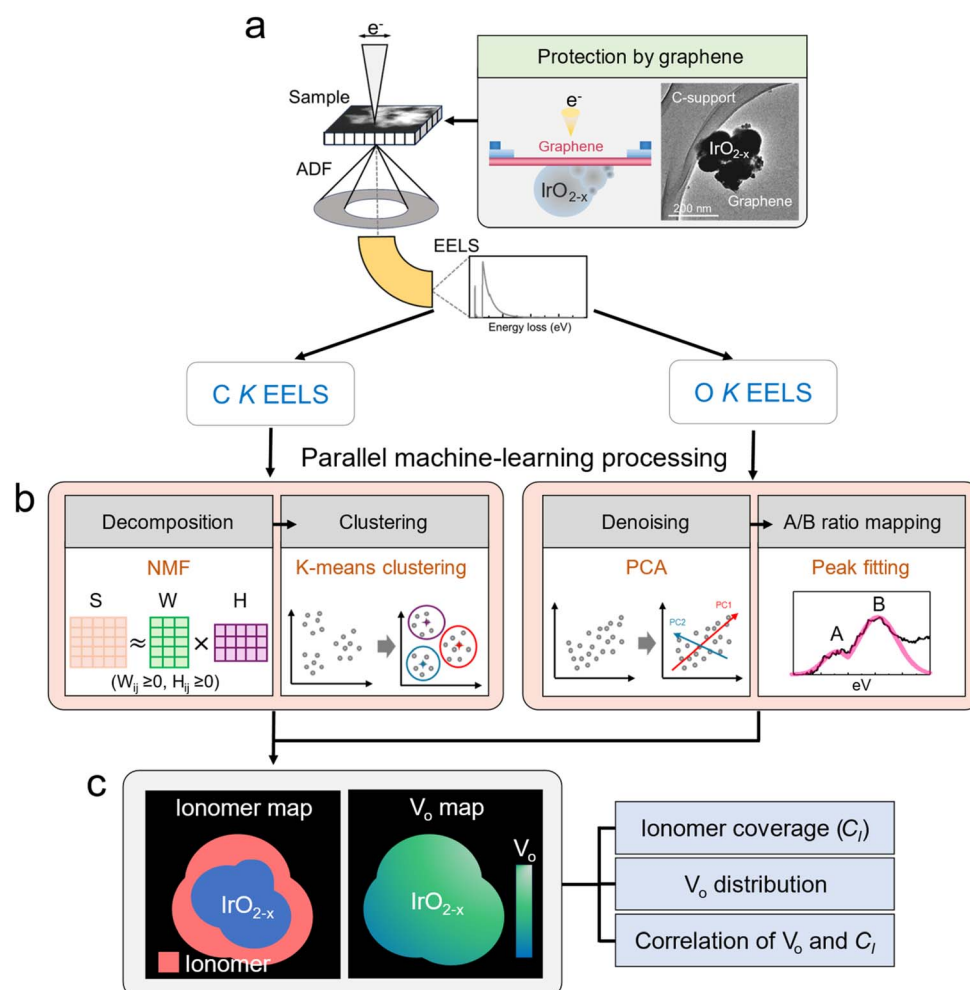 a
e-
Sample
ADF
Protection by graphene
e-
Graphene
IrO2-x
C-support
IrO2-x
Graphene
200 nm
EELS
Energy loss (eV)
C K EELS
O K EELS
Parallel machine-learning processing
b
Decomposition
Clustering
NMF
K-means clustering
S W H
≈ ×
(Wij ≥0, Hij ≥0)
Denoising
A/B ratio mapping
PCA
Peak fitting
PC1
PC2
A
B
eV
c
Ionomer map
IrO2-x
Ionomer
Vo map
Vo
IrO2-x
Ionomer coverage (CI)
Vo distribution
Correlation of Vo and CI